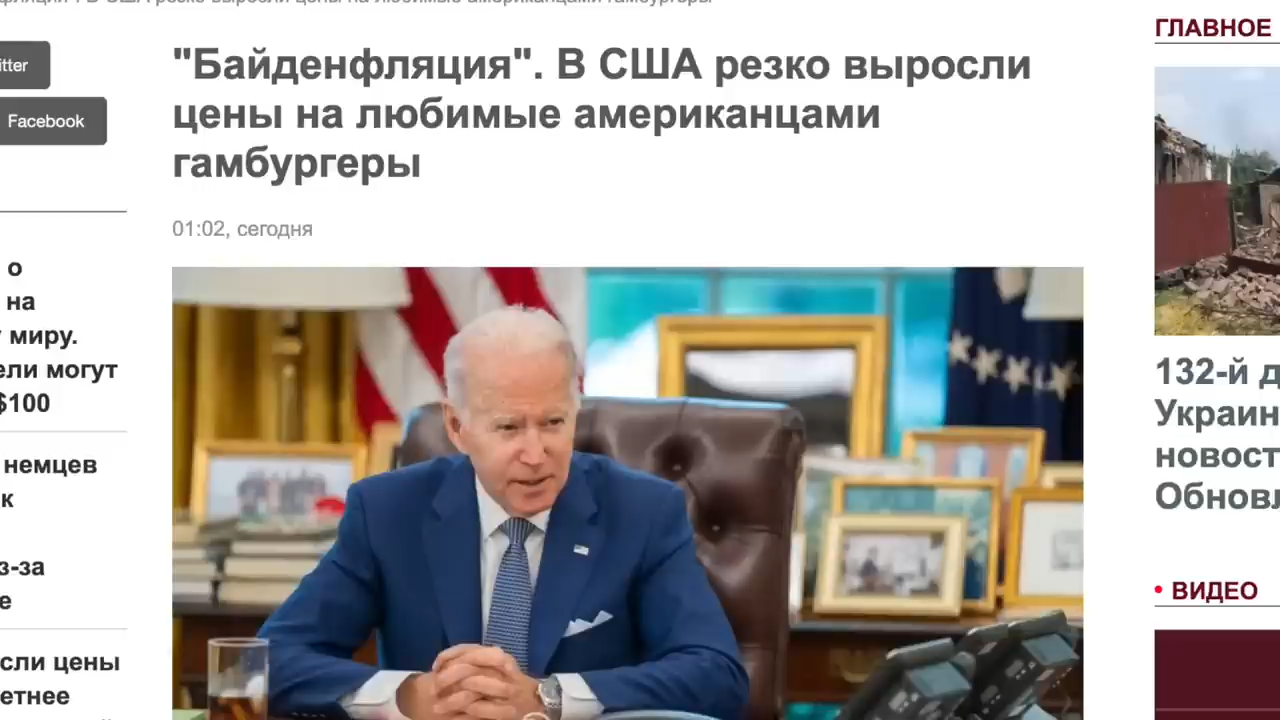 itter
Facebook
о
на
миру.
ели могут
$100
немцев
к
з-за
е
сли цены
етнее
"Байденфляция". В США резко выросли
цены на любимые американцами
гамбургеры
01:02, сегодня
ГЛАВНОЕ
132-й д
Украин
новост
Обновл
ВИДЕО